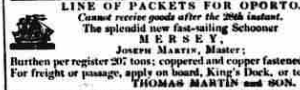 LINE OF PACKETS FOR OPORTO.
Cannot receive goods after the 28th instant.
The splendid new fast-sailing Schooner
MERSEY,
JOSEPH MARTIN, Master;
Burthen per register 207 tons; coppered and copper fastened
For freight or passage, apply on board, King's Dock, or to
THOMAS MARTIN and SON.